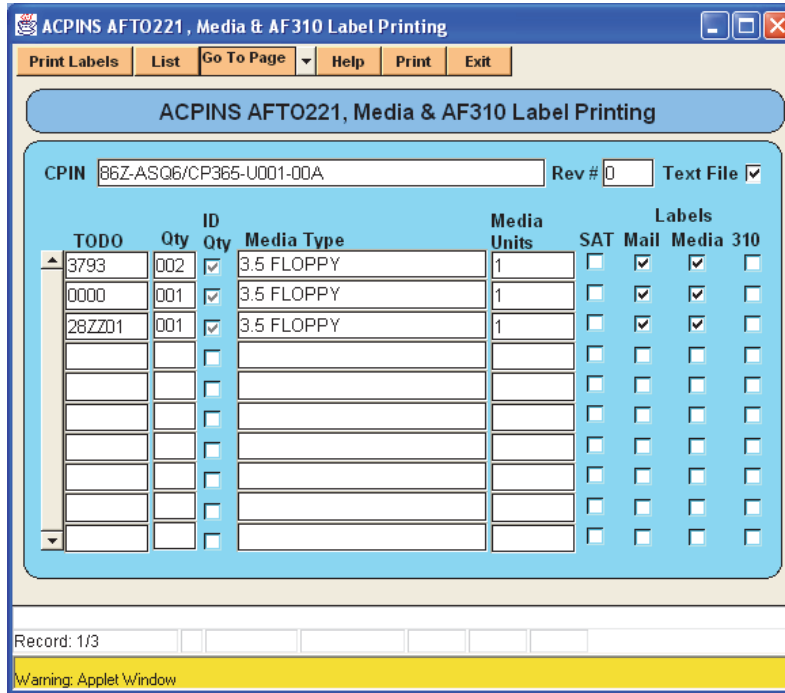 ACPINS AFTO221, Media & AF310 Label Printing
Print Labels List Go To Page Help Print Exit
ACPINS AFTO221, Media & AF310 Label Printing
CPIN 86Z-ASQ6/CP365-U001-00A Rev # 0 Text File
ID Media Labels
TODO Qty Qty Media Type Units SAT Mail Media 310
3793 002 3.5 FLOPPY 1
0000 001 3.5 FLOPPY 1
28ZZ01 001 3.5 FLOPPY 1
Record: 1/3
Warning: Applet Window